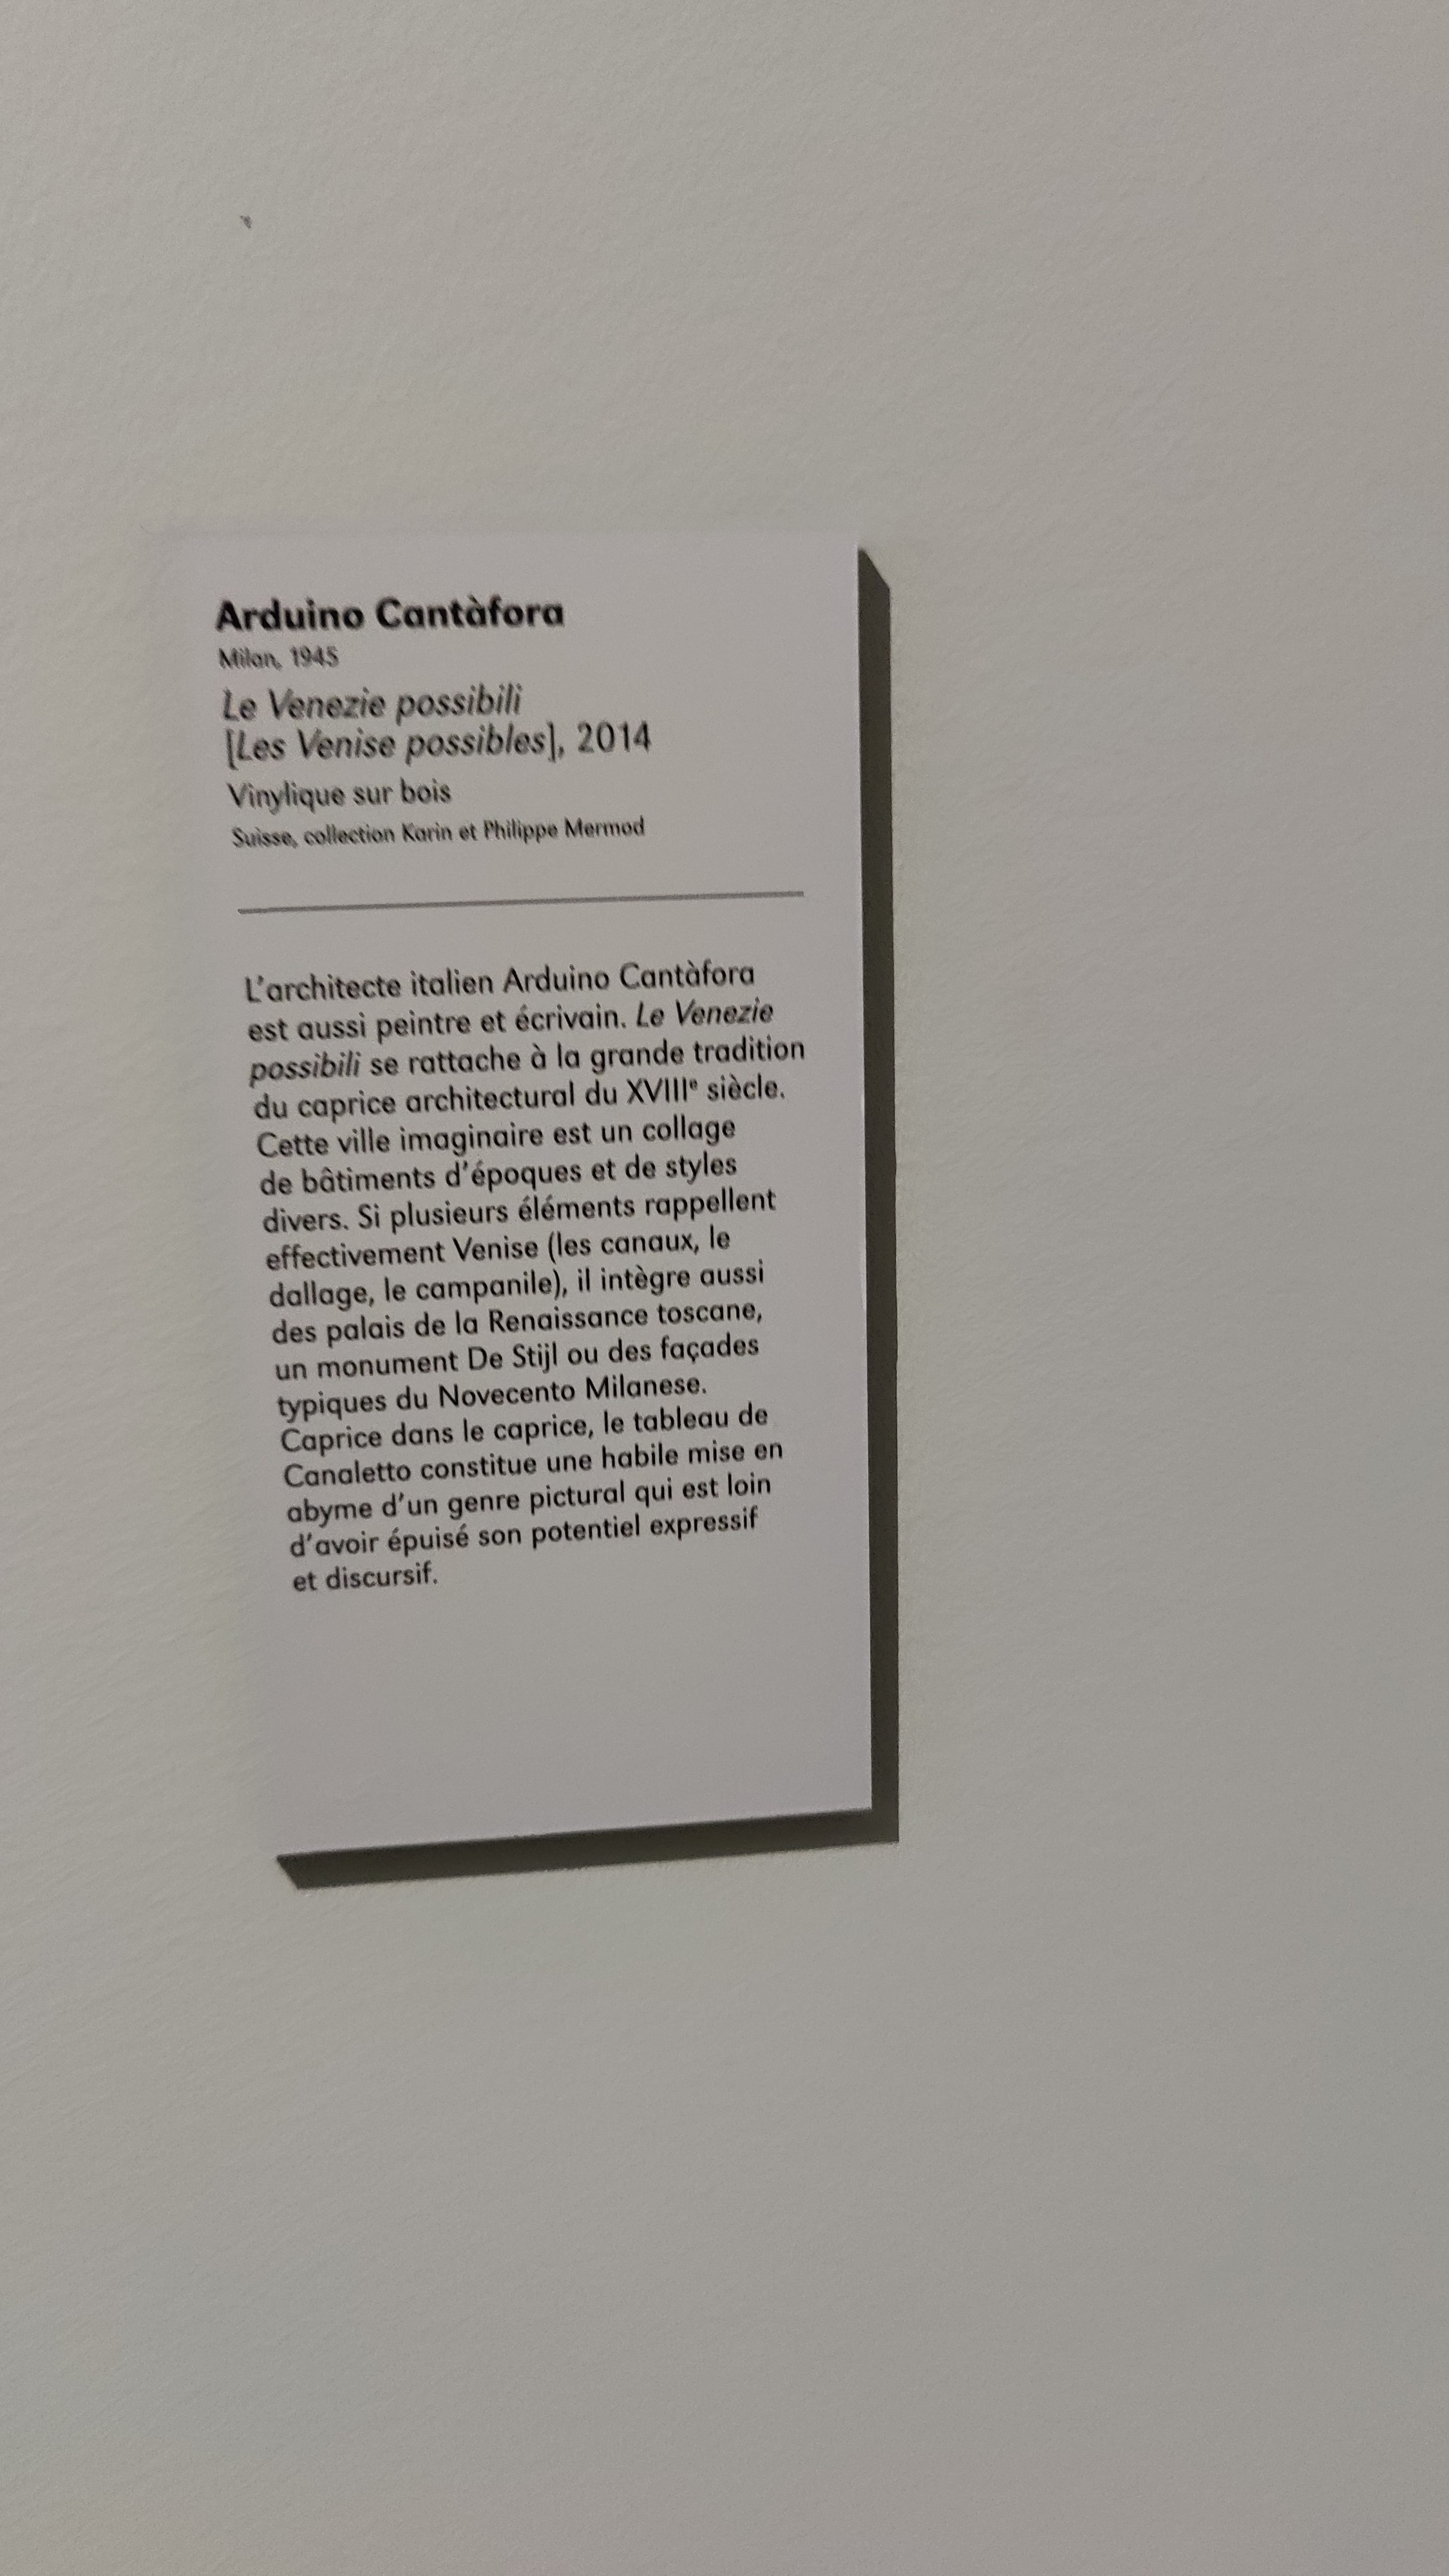 Arduino Cantàfora
Milan, 1945
Le Venezie possibili
[Les Venise possibles], 2014
Vinylique sur bois
Suisse, collection Karin et Philippe Mermod
L'architecte italien Arduino Cantàfora
est aussi peintre et écrivain. Le Venezie
possibili se rattache à la grande tradition
du caprice architectural du XVIIIᵉ siècle.
Cette ville imaginaire est un collage
de bâtiments d'époques et de styles
divers. Si plusieurs éléments rappellent
effectivement Venise (les canaux, le
dallage, le campanile), il intègre aussi
des palais de la Renaissance toscane,
un monument De Stijl ou des façades
typiques du Novecento Milanese.
Caprice dans le caprice, le tableau de
Canaletto constitue une habile mise en
abyme d'un genre pictural qui est loin
d'avoir épuisé son potentiel expressif
et discursif.